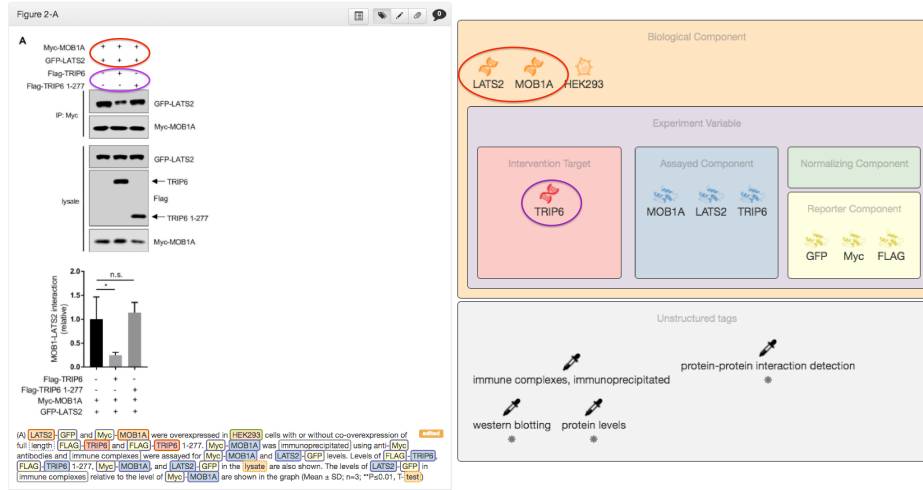 Figure 2-A
0
A
Myc-MOB1A + + +
GFP-LATS2 + + +
Flag-TRIP6 - + -
Flag-TRIP6 1-277 - - +
IP: Myc
GFP-LATS2
Myc-MOB1A
lysate
GFP-LATS2
TRIP6
Flag
TRIP6 1-277
Myc-MOB1A
MOB1-LATS2 interaction
(relative)
2.0
1.5
1.0
0.5
0.0
n.s.
*
Flag-TRIP6 - + -
Flag-TRIP6 1-277 - - +
Myc-MOB1A + + +
GFP-LATS2 + + +
(A) LATS2-GFP and Myc-MOB1A were overexpressed in HEK293 cells with or without co-overexpression of
full length FLAG-TRIP6 and FLAG-TRIP6 1-277. Myc-MOB1A was immunoprecipitated using anti-Myc
antibodies and immune complexes were assayed for Myc-MOB1A and LATS2-GFP levels. Levels of FLAG-TRIP6,
FLAG-TRIP6 1-277, Myc-MOB1A, and LATS2-GFP in the lysate are also shown. The levels of LATS2-GFP in
immune complexes relative to the level of Myc-MOB1A are shown in the graph (Mean ± SD; n=3; **P≤0.01, T-test)
edited
Biological Component
LATS2 MOB1A HEK293
Experiment Variable
Intervention Target
TRIP6
Assayed Component
MOB1A LATS2 TRIP6
Normalizing Component
Reporter Component
GFP Myc FLAG
Unstructured tags
immune complexes, immunoprecipitated
protein-protein interaction detection
western blotting
protein levels